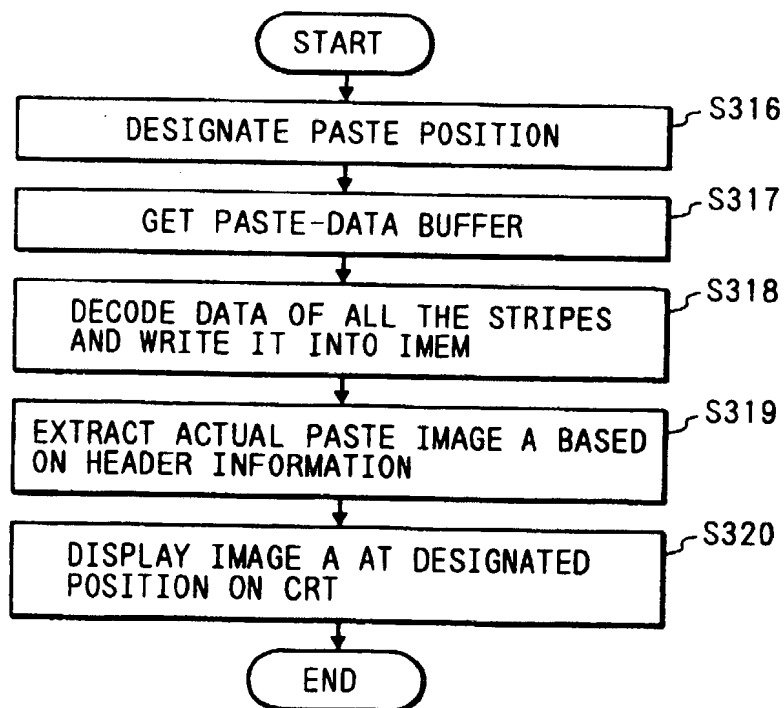 START
S316
DESIGNATE PASTE POSITION
S317
GET PASTE-DATA BUFFER
S318
DECODE DATA OF ALL THE STRIPES
AND WRITE IT INTO IMEM
S319
EXTRACT ACTUAL PASTE IMAGE A BASED
ON HEADER INFORMATION
S320
DISPLAY IMAGE A AT DESIGNATED
POSITION ON CRT
END